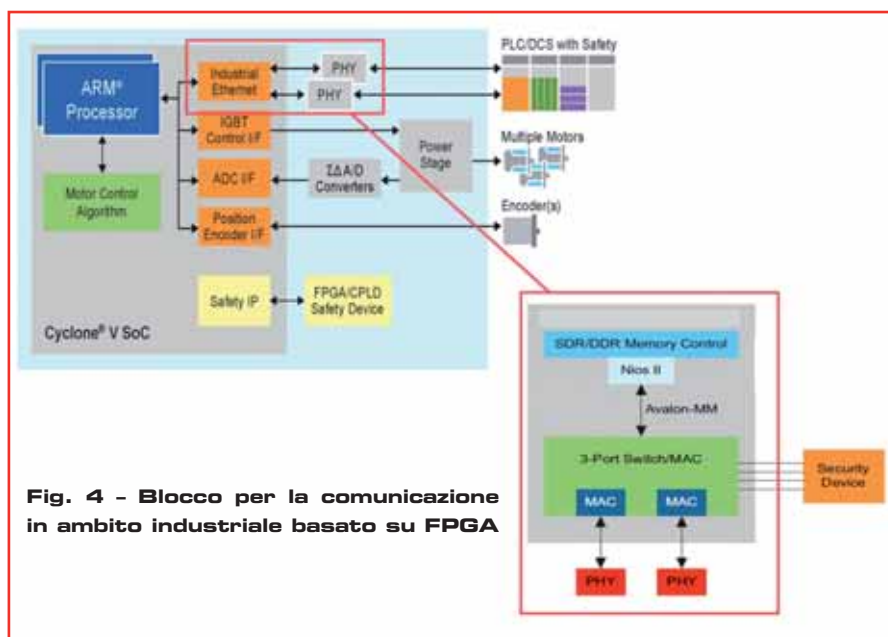 PLC/DCS with Safety
ARM® Processor
Industrial Ethernet
PHY
PHY
IGBT Control I/F
Motor Control Algorithm
ADC I/F
ΣΔ A/D Converters
Power Stage
Multiple Motors
Position Encoder I/F
Encoder(s)
Safety IP
FPGA/CPLD Safety Device
Cyclone® V SoC
SDR/DDR Memory Control
Nios II
Avalon-MM
3-Port Switch/MAC
MAC
MAC
Security Device
PHY
PHY
Fig. 4 - Blocco per la comunicazione
in ambito industriale basato su FPGA